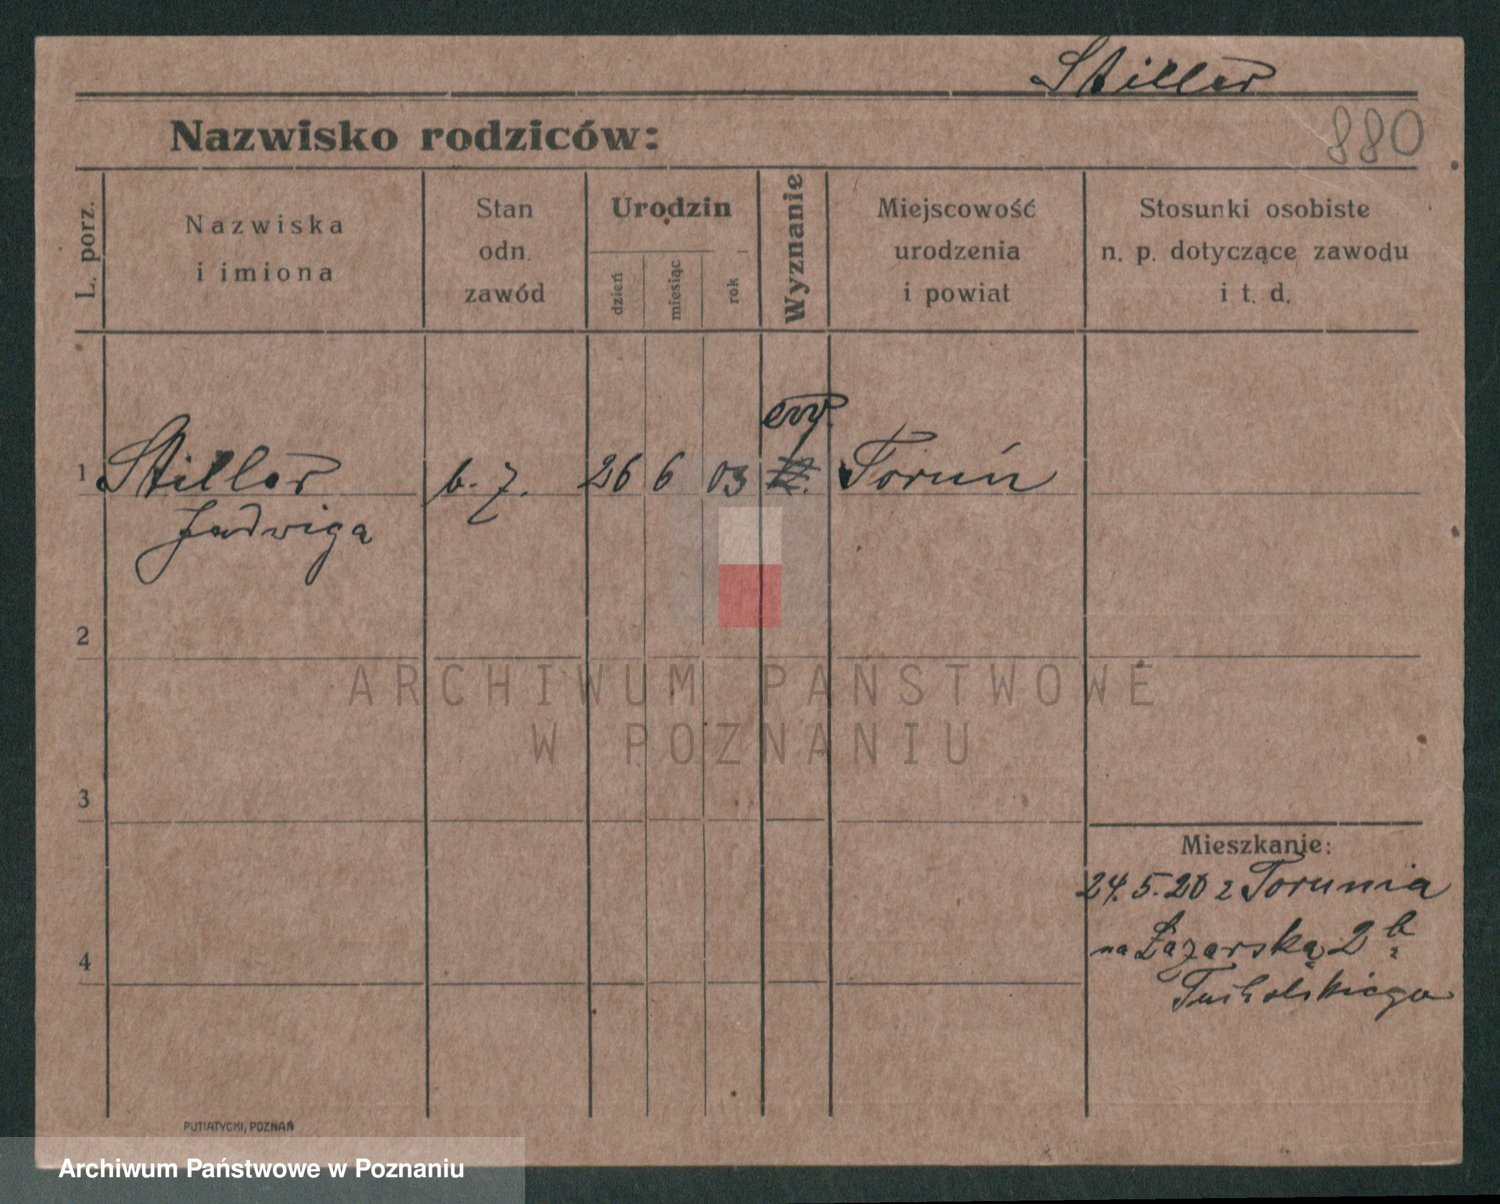 Stiller
880
Nazwisko rodziców:
L. porz.
Nazwiska
i imiona
Stan
odn.
zawód
Urodzin
dzień
miesiąc
rok
Wyznanie
Miejscowość
urodzenia
i powiat
Stosunki osobiste
n. p. dotyczące zawodu
i t. d.
1 Stiller b. z. 26 6 03 ew. Toruń
Jadwiga
2
3
4
Mieszkanie:
24.5.20 z Torunia
na Łazarską 2 b
Tucholskiego
ARCHIWUM PAŃSTWOWE
W POZNANIU
PUTIATYCKI, POZNAŃ
Archiwum Państwowe w Poznaniu